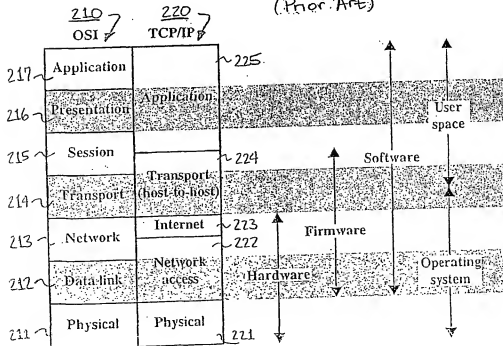 (Prior Art)
210 220
OSI TCP/IP
217 Application 225
216 Presentation Application
User space
215 Session 224
Software
214 Transport Transport (host-to-host)
Internet 223
213 Network 222
Firmware
Network access
212 Data link
Hardware
Operating system
211 Physical Physical 221